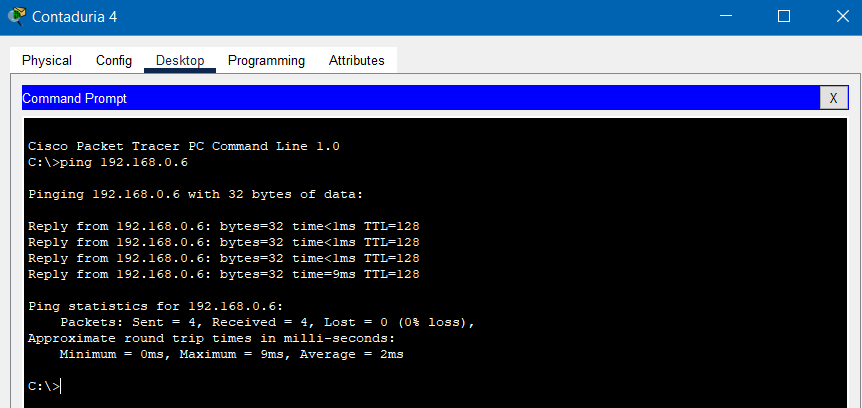 Contaduria 4
Physical Config Desktop Programming Attributes
Command Prompt
X
Cisco Packet Tracer PC Command Line 1.0
C:\>ping 192.168.0.6
Pinging 192.168.0.6 with 32 bytes of data:
Reply from 192.168.0.6: bytes=32 time<1ms TTL=128
Reply from 192.168.0.6: bytes=32 time<1ms TTL=128
Reply from 192.168.0.6: bytes=32 time<1ms TTL=128
Reply from 192.168.0.6: bytes=32 time=9ms TTL=128
Ping statistics for 192.168.0.6:
    Packets: Sent = 4, Received = 4, Lost = 0 (0% loss),
Approximate round trip times in milli-seconds:
    Minimum = 0ms, Maximum = 9ms, Average = 2ms
C:\>